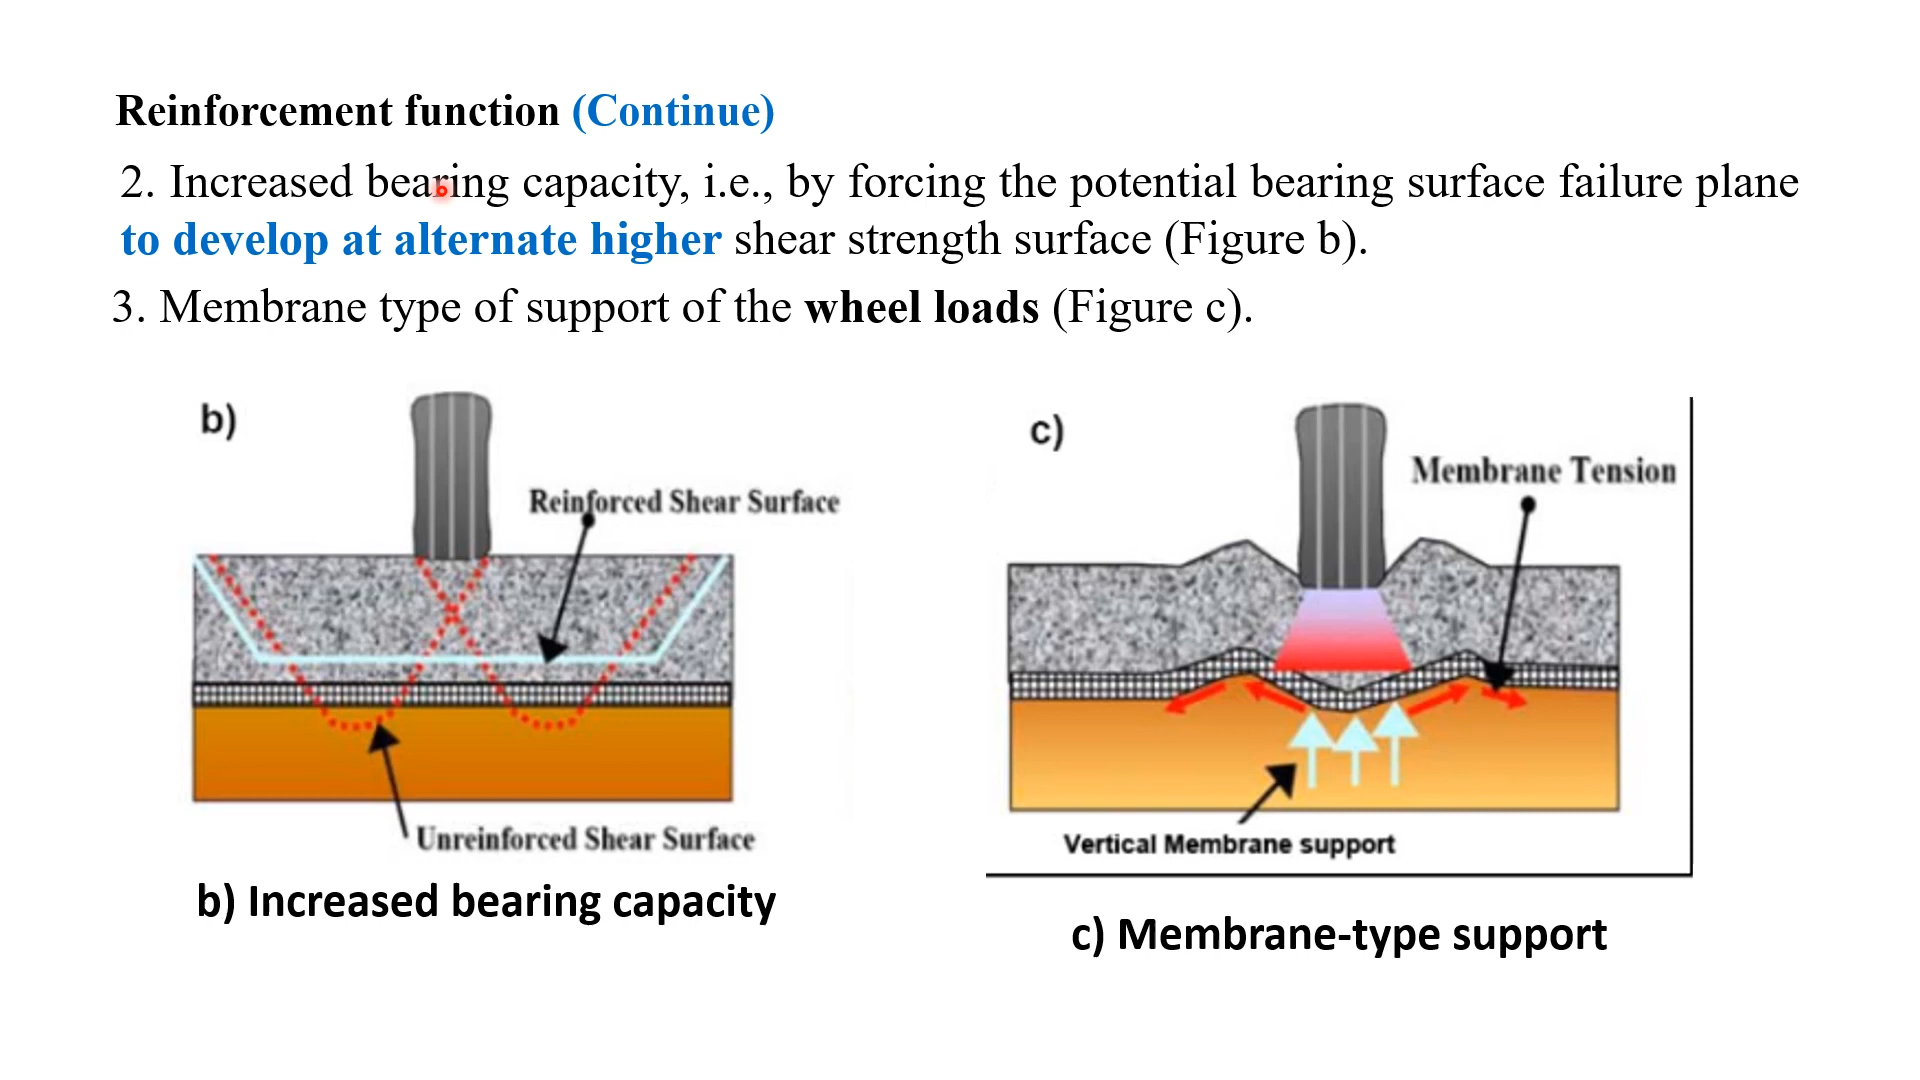 Reinforcement function (Continue)
2. Increased bearing capacity, i.e., by forcing the potential bearing surface failure plane
to develop at alternate higher shear strength surface (Figure b).
3. Membrane type of support of the wheel loads (Figure c).
b)
Reinforced Shear Surface
Unreinforced Shear Surface
b) Increased bearing capacity
c)
Membrane Tension
Vertical Membrane support
c) Membrane-type support